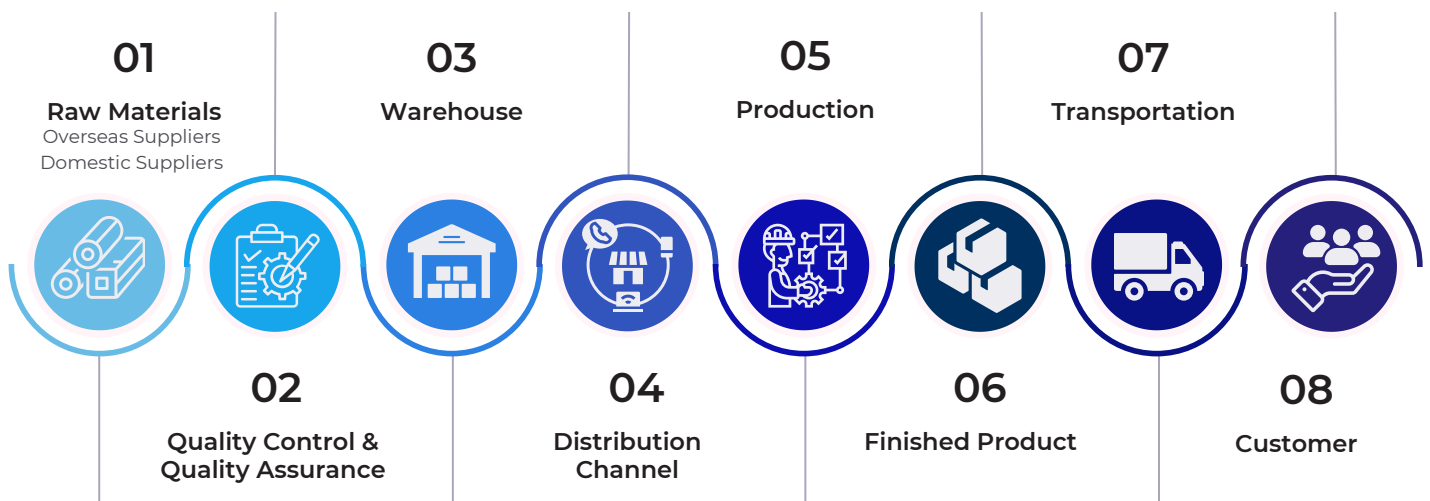 01
Raw Materials
Overseas Suppliers
Domestic Suppliers
02
Quality Control &
Quality Assurance
03
Warehouse
04
Distribution
Channel
05
Production
06
Finished Product
07
Transportation
08
Customer